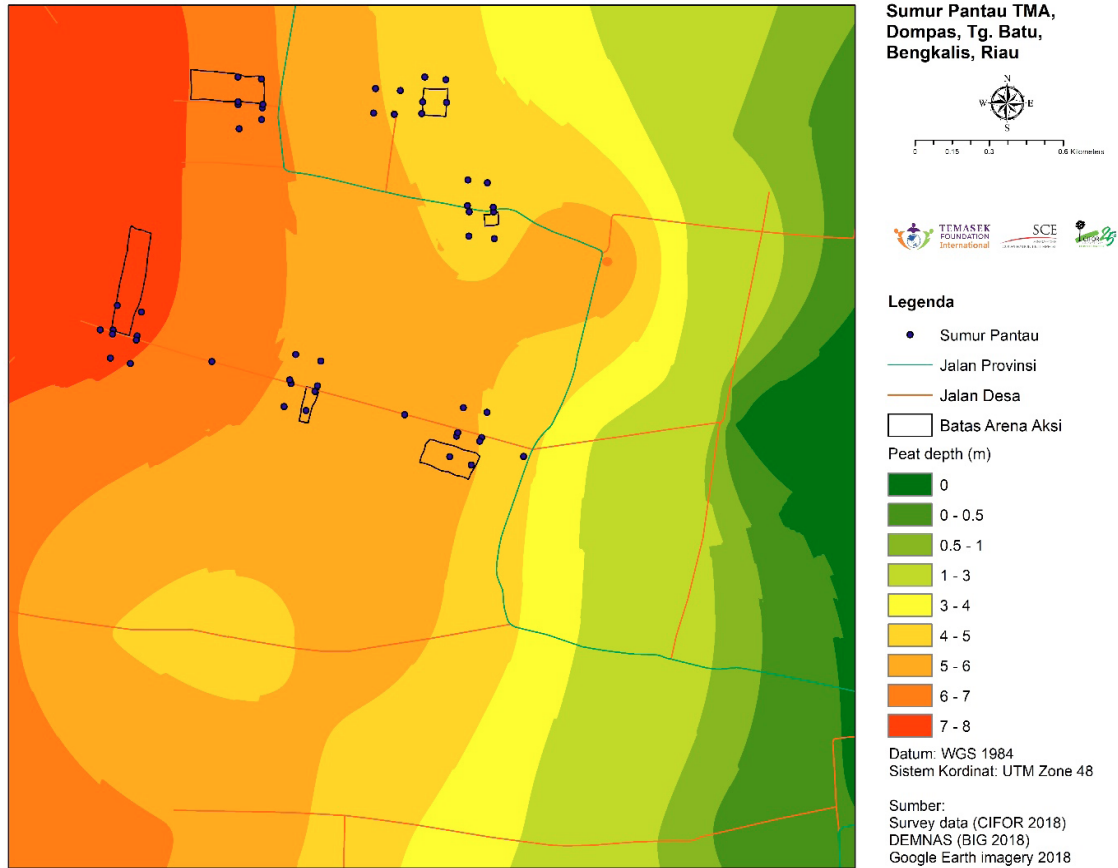 Sumur Pantau TMA,
Dompas, Tg. Batu,
Bengkalis, Riau
N
W E
S
0 0.15 0.3 0.6 Kilometers
TEMASEK
FOUNDATION
International
SCE
CIFOR
Legenda
Sumur Pantau
Jalan Provinsi
Jalan Desa
Batas Arena Aksi
Peat depth (m)
0
0 - 0.5
0.5 - 1
1 - 3
3 - 4
4 - 5
5 - 6
6 - 7
7 - 8
Datum: WGS 1984
Sistem Kordinat: UTM Zone 48
Sumber:
Survey data (CIFOR 2018)
DEMNAS (BIG 2018)
Google Earth imagery 2018